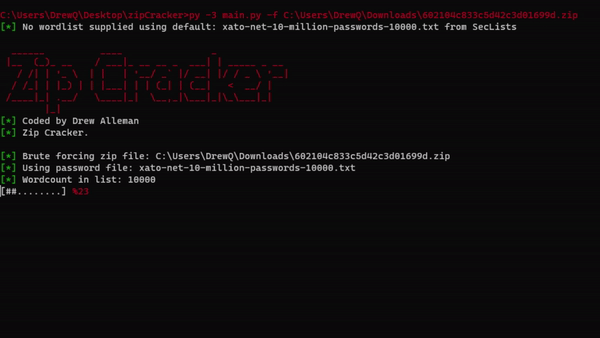 C:\Users\DrewQ\Desktop\zipCracker>py -3 main.py -f C:\Users\DrewQ\Downloads\602104c833c5d42c3d01699d.zip
[*] No wordlist supplied using default: xato-net-10-million-passwords-10000.txt from SecLists
Zip Cracker
[*] Coded by Drew Alleman
[*] Zip Cracker.
[*] Brute forcing zip file: C:\Users\DrewQ\Downloads\602104c833c5d42c3d01699d.zip
[*] Using password file: xato-net-10-million-passwords-10000.txt
[*] Wordcount in list: 10000
[##........] %23